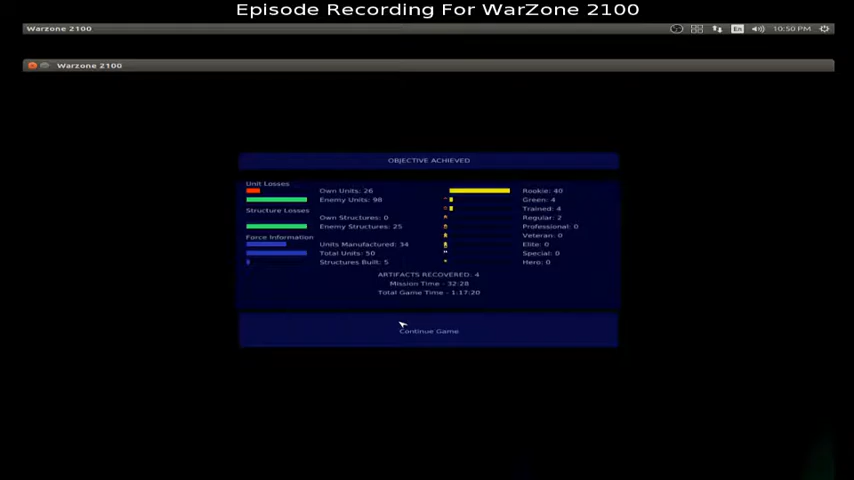 Episode Recording For WarZone 2100
Warzone 2100
En
10:50 PM
Warzone 2100
OBJECTIVE ACHIEVED
Unit Losses
Own Units: 26
Enemy Units: 98
Structure Losses
Own Structures: 0
Enemy Structures: 25
Force Information
Units Manufactured: 34
Total Units: 50
Structures Built: 5
Rookie: 40
Green: 4
Trained: 4
Regular: 2
Professional: 0
Veteran: 0
Elite: 0
Special: 0
Hero: 0
ARTIFACTS RECOVERED: 4
Mission Time - 32:28
Total Game Time - 1:17:20
Continue Game